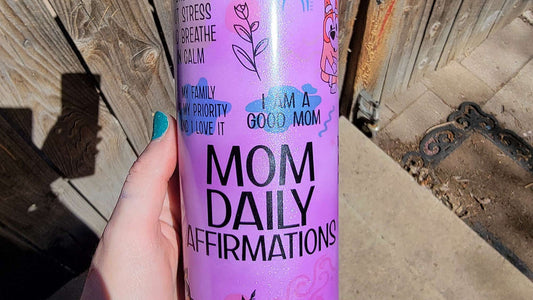 STRESS
BREATHE
CALM
MY FAMILY
MY PRIORITY
I LOVE IT
I AM A
GOOD MOM
MOM
DAILY
AFFIRMATIONS